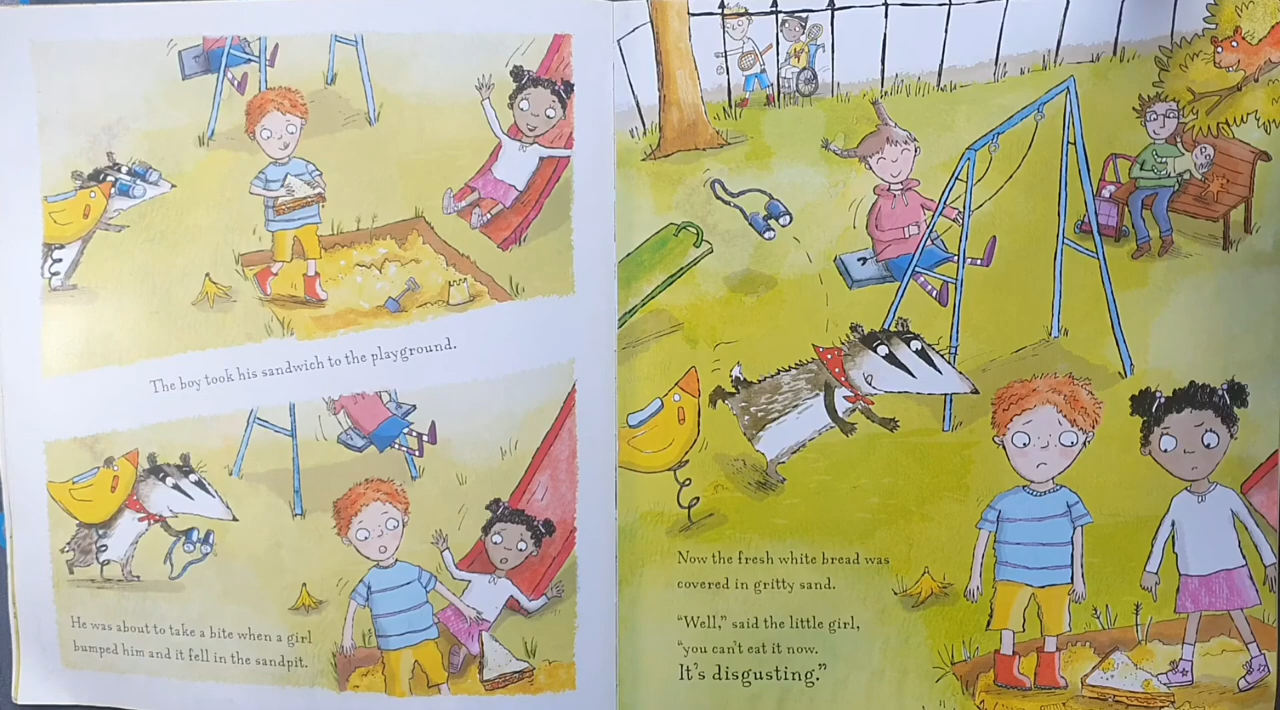 The boy took his sandwich to the playground.
He was about to take a bite when a girl
bumped him and it fell in the sandpit.
Now the fresh white bread was
covered in gritty sand.
“Well,” said the little girl,
“you can’t eat it now.
It’s disgusting.”